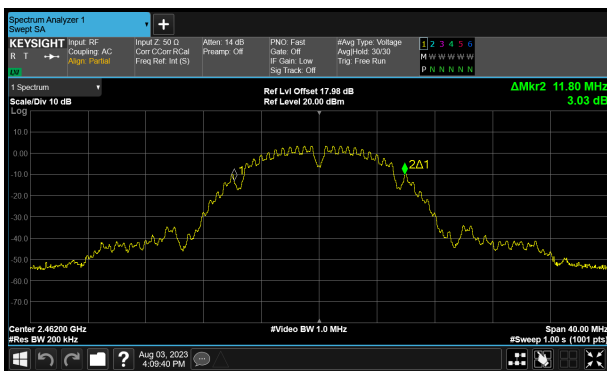 Spectrum Analyzer 1
Swept SA
KEYSIGHT
R T
LXI
Input: RF
Coupling: AC
Align: Partial
Input Z: 50 Ω
Corr CCorr RCal
Freq Ref: Int (S)
Atten: 14 dB
Preamp: Off
PNO: Fast
Gate: Off
IF Gain: Low
Sig Track: Off
#Avg Type: Voltage
Avg|Hold: 30/30
Trig: Free Run
1 2 3 4 5 6
M W W W W W
P N N N N N
1 Spectrum
Scale/Div 10 dB
Ref Lvl Offset 17.98 dB
Ref Level 20.00 dBm
ΔMkr2 11.80 MHz
3.03 dB
Log
10.0
0.00
-10.0
-20.0
-30.0
-40.0
-50.0
-60.0
-70.0
1
2Δ1
Center 2.46200 GHz
#Res BW 200 kHz
#Video BW 1.0 MHz
Span 40.00 MHz
#Sweep 1.00 s (1001 pts)
?
Aug 03, 2023
4:09:40 PM